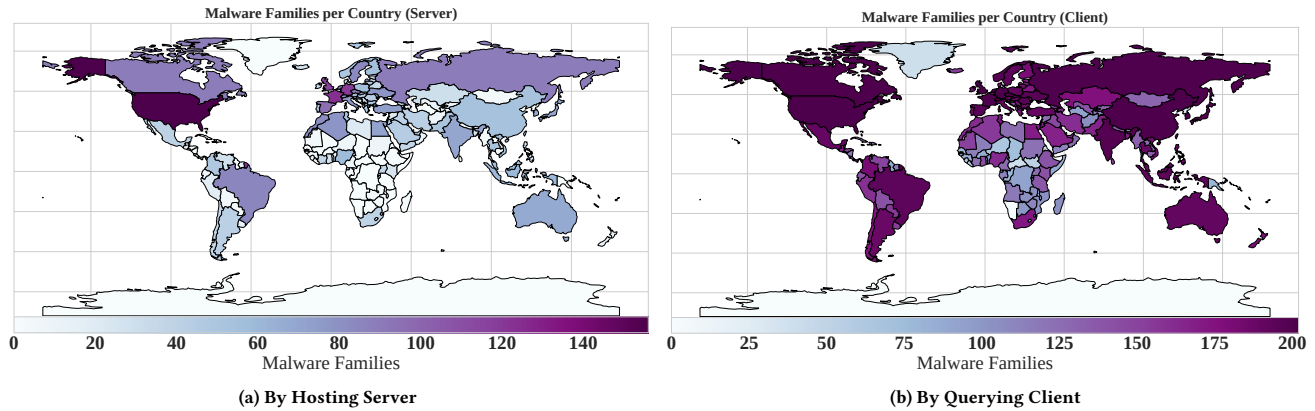 Malware Families per Country (Server)
0 20 40 60 80 100 120 140
Malware Families
(a) By Hosting Server
Malware Families per Country (Client)
0 25 50 75 100 125 150 175 200
Malware Families
(b) By Querying Client